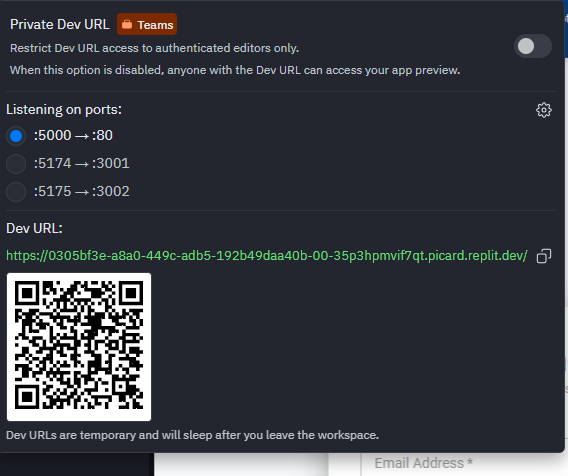 Private Dev URL Teams
Restrict Dev URL access to authenticated editors only.
When this option is disabled, anyone with the Dev URL can access your app preview.
Listening on ports:
:5000 → :80
:5174 → :3001
:5175 → :3002
Dev URL:
https://0305bf3e-a8a0-449c-adb5-192b49daa40b-00-35p3hpmvif7qt.picard.replit.dev/
Dev URLs are temporary and will sleep after you leave the workspace.
Email Address *